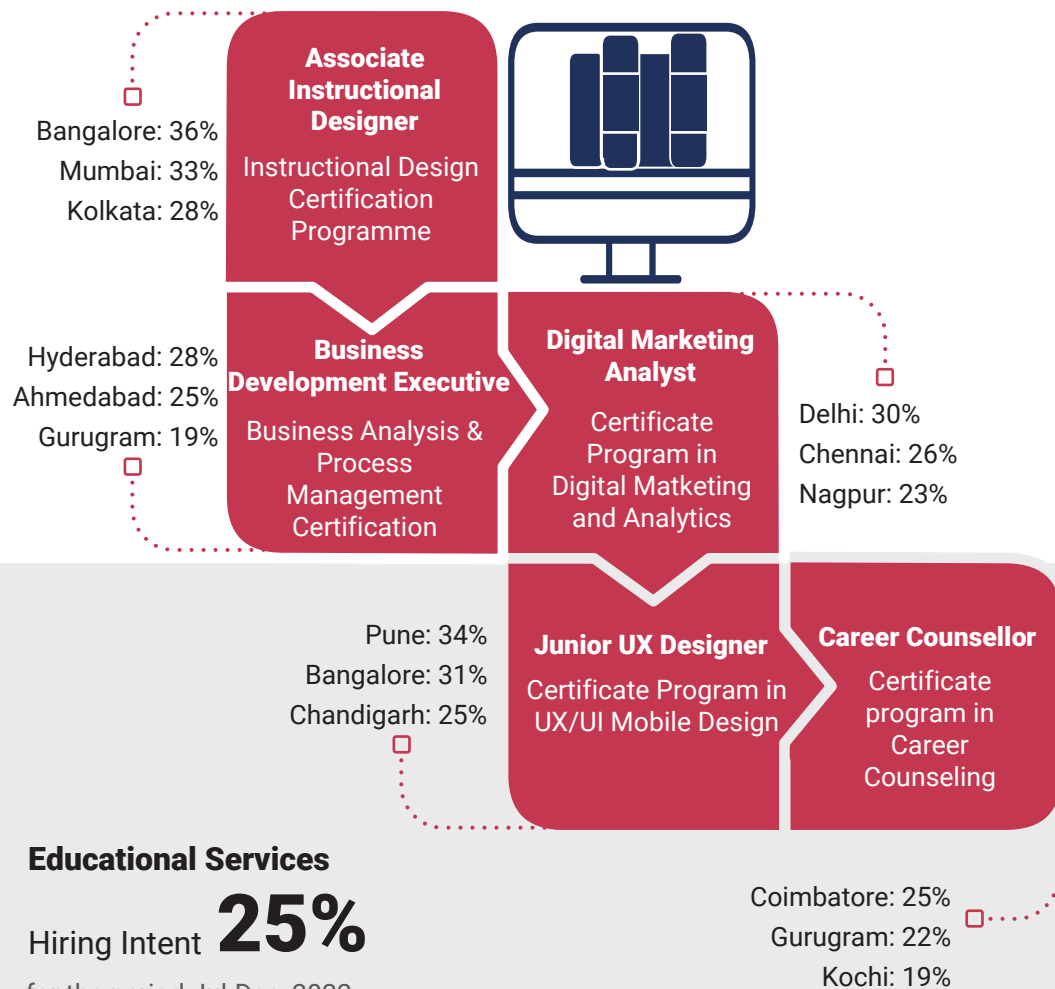 Associate
Instructional
Designer
Instructional Design
Certification
Programme
Bangalore: 36%
Mumbai: 33%
Kolkata: 28%
Business
Development Executive
Business Analysis &
Process
Management
Certification
Hyderabad: 28%
Ahmedabad: 25%
Gurugram: 19%
Digital Marketing
Analyst
Certificate
Program in
Digital Matketing
and Analytics
Delhi: 30%
Chennai: 26%
Nagpur: 23%
Junior UX Designer
Certificate Program in
UX/UI Mobile Design
Pune: 34%
Bangalore: 31%
Chandigarh: 25%
Career Counsellor
Certificate
program in
Career
Counseling
Coimbatore: 25%
Gurugram: 22%
Kochi: 19%
Educational Services
Hiring Intent 25%
for the period